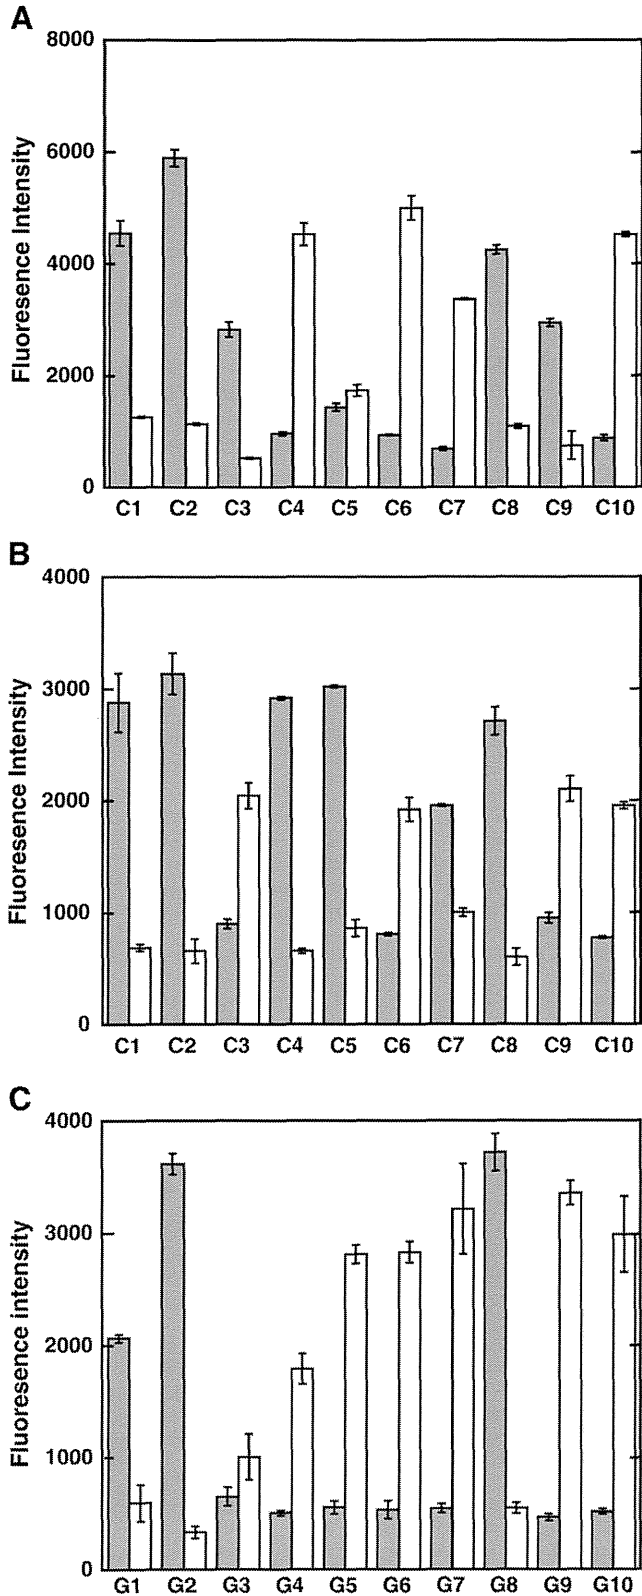 A
8000
6000
4000
2000
0
Fluoresence Intensity
C1 C2 C3 C4 C5 C6 C7 C8 C9 C10
B
4000
3000
2000
1000
0
Fluoresence Intensity
C1 C2 C3 C4 C5 C6 C7 C8 C9 C10
C
4000
3000
2000
1000
0
Fluoresence intensity
G1 G2 G3 G4 G5 G6 G7 G8 G9 G10